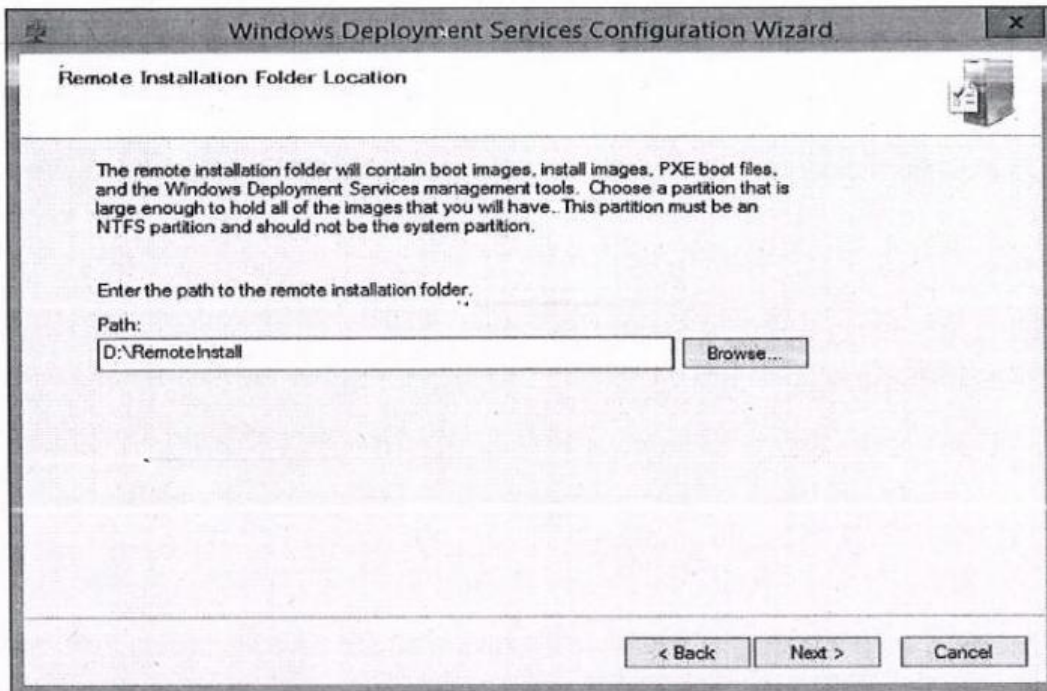 Windows Deployment Services Configuration Wizard
x
Remote Installation Folder Location
The remote installation folder will contain boot images, install images, PXE boot files,
and the Windows Deployment Services management tools. Choose a partition that is
large enough to hold all of the images that you will have. This partition must be an
NTFS partition and should not be the system partition.
Enter the path to the remote installation folder.
Path:
D:\RemoteInstall
Browse...
< Back
Next >
Cancel